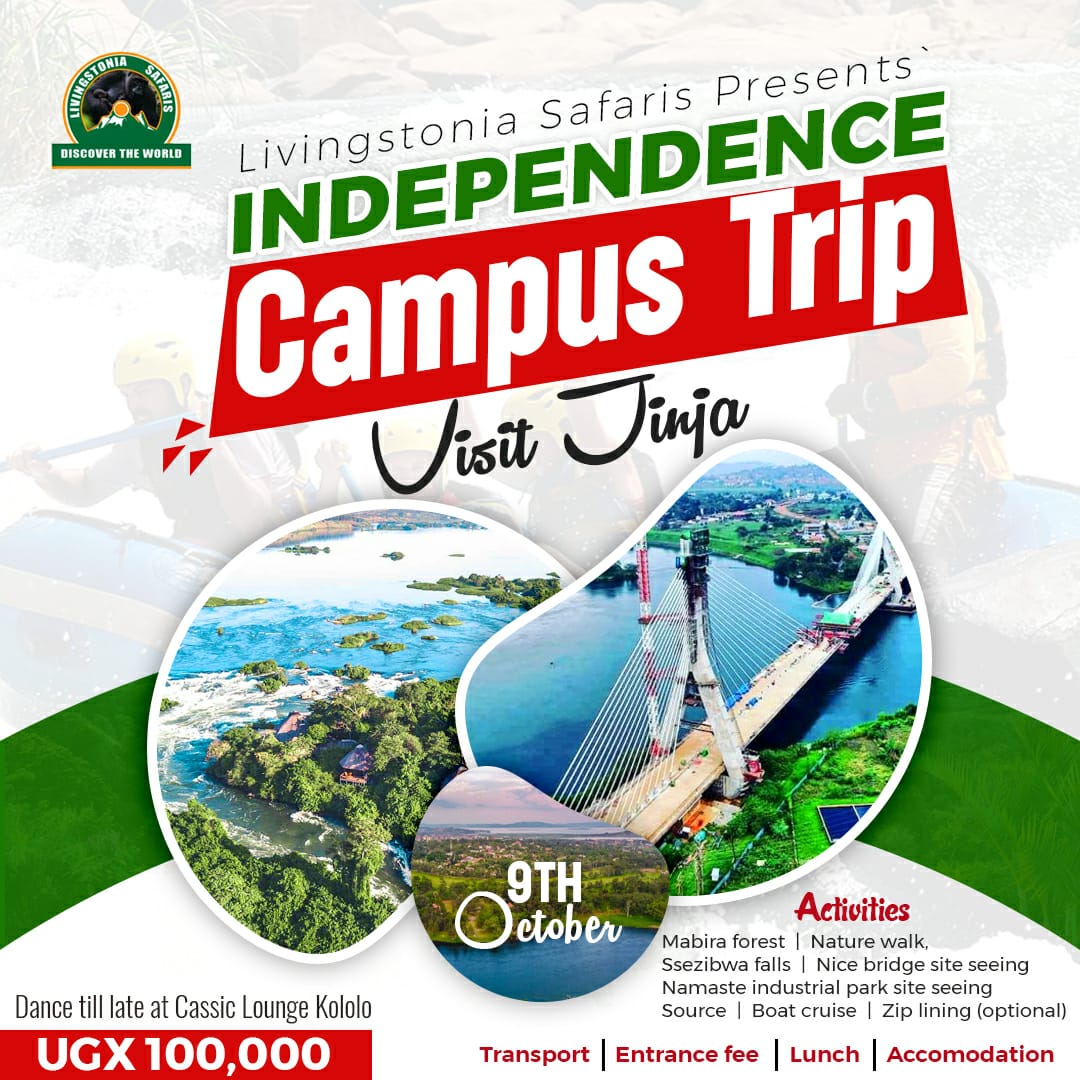 LIVINGSTONIA SAFARIS
DISCOVER THE WORLD
Livingstonia Safaris Presents`
INDEPENDENCE
Campus Trip
Visit Jinja
9TH
October
Activities
Mabira forest | Nature walk,
Ssezibwa falls | Nice bridge site seeing
Namaste industrial park site seeing
Source | Boat cruise | Zip lining (optional)
Dance till late at Cassic Lounge Kololo
UGX 100,000
Transport | Entrance fee | Lunch | Accomodation